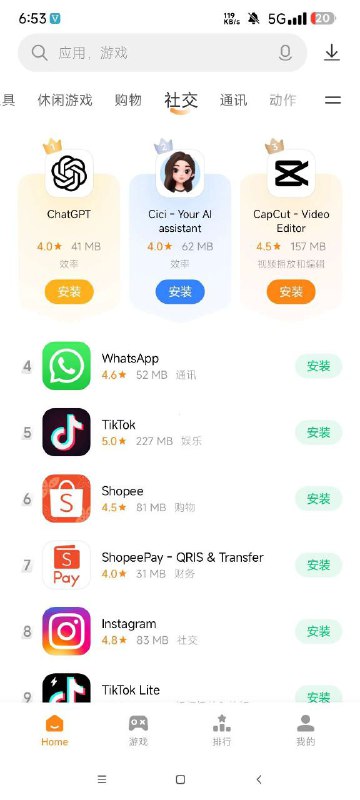 6:53 V 119 KB/s 5G 20
应用，游戏
具 休闲游戏 购物 社交 通讯 动作
1 2 3
ChatGPT
4.0★ 41 MB
效率
安装
Cici - Your AI
assistant
4.0★ 62 MB
效率
安装
CapCut - Video
Editor
4.5★ 157 MB
视频播放和编辑
安装
4 WhatsApp
4.6★ 52 MB 通讯
安装
5 TikTok
5.0★ 227 MB 娱乐
安装
6 Shopee
4.5★ 81 MB 购物
安装
S Pay
7 ShopeePay - QRIS & Transfer
4.0★ 31 MB 财务
安装
8 Instagram
4.8★ 83 MB 社交
安装
9 TikTok Lite
安装
Home 游戏 排行 我的